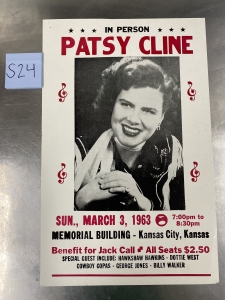 S24
IN PERSON
PATSY CLINE
SUN., MARCH 3, 1963 7:00pm to 8:30pm
MEMORIAL BUILDING - Kansas City, Kansas
Benefit for Jack Call All Seats $2.50
SPECIAL GUEST INCLUDE: HAWKSHAW HAWKINS - DOTTIE WEST
COWBOY COPAS - GEORGE JONES - BILLY WALKER